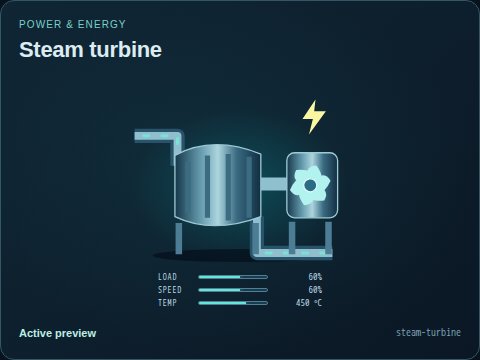 POWER & ENERGY
Steam turbine
LOAD 60%
SPEED 60%
TEMP 450 °C
Active preview
steam-turbine